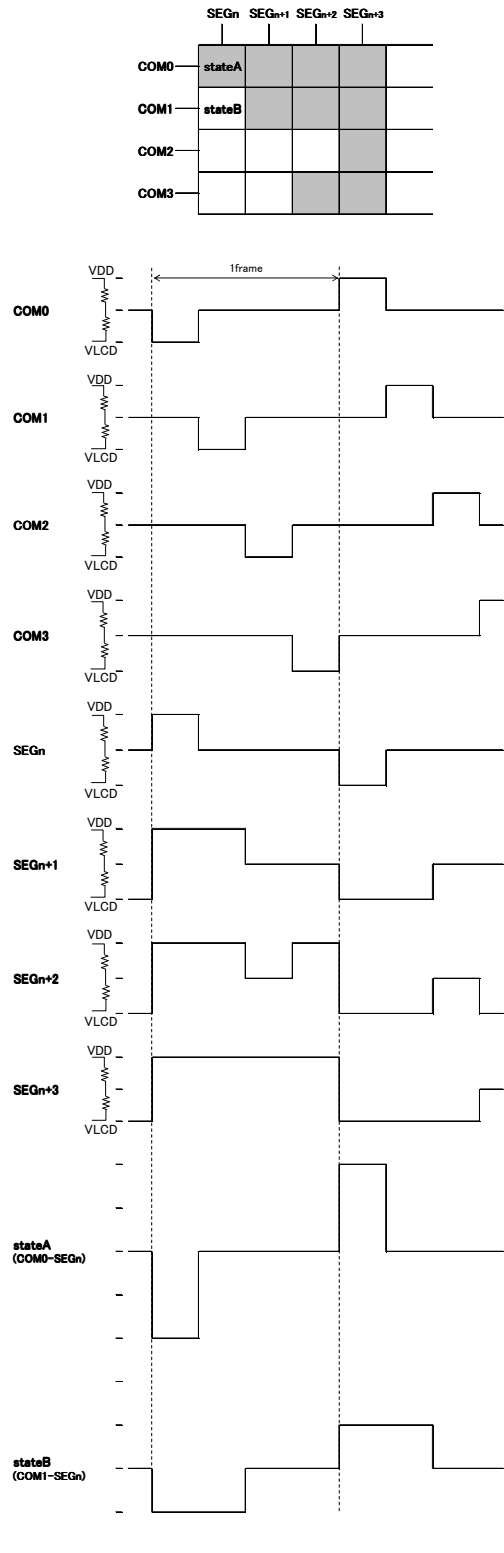 SEGn SEGn+1 SEGn+2 SEGn+3
COM0 stateA
COM1 stateB
COM2
COM3
1frame
VDD
COM0
VLCD
VDD
COM1
VLCD
VDD
COM2
VLCD
VDD
COM3
VLCD
VDD
SEGn
VLCD
VDD
SEGn+1
VLCD
VDD
SEGn+2
VLCD
VDD
SEGn+3
VLCD
stateA
(COM0-SEGn)
stateB
(COM1-SEGn)